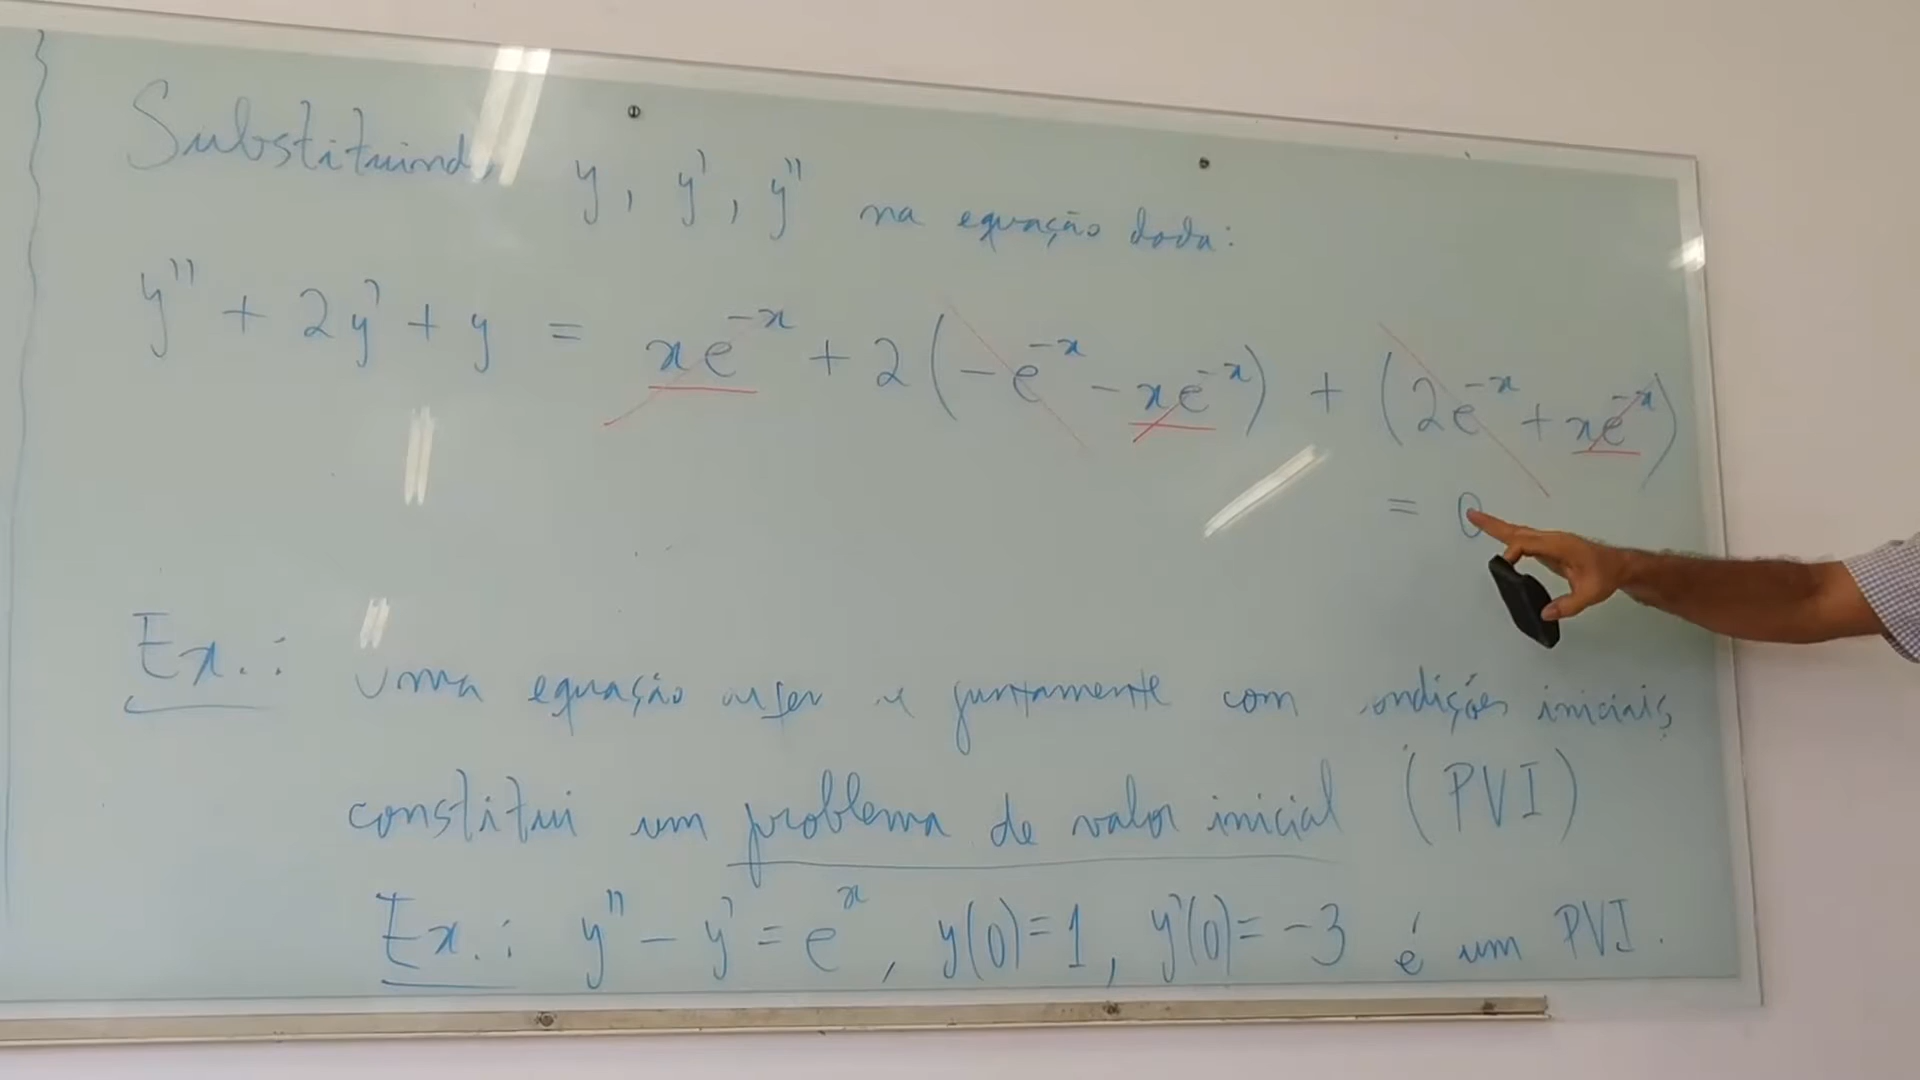 Substituindo y, y', y'' na equação dada:
y'' + 2y' + y = xe^{-x} + 2(-e^{-x} - xe^{-x}) + (2e^{-x} + xe^{-x})
= 0
Ex.: Uma equação juntamente com condições iniciais,
constitui um problema de valor inicial (PVI)
Ex.: y'' - y' = e^x, y(0)=1, y'(0)=-3 é um PVI.